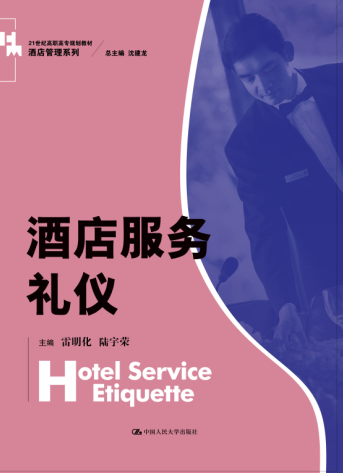 21世纪高职高专规划教材
酒店管理系列 / 总主编 沈建龙
酒店服务
礼仪
主编 雷明化 陆宇荣
Hotel Service
Etiquette
中国人民大学出版社